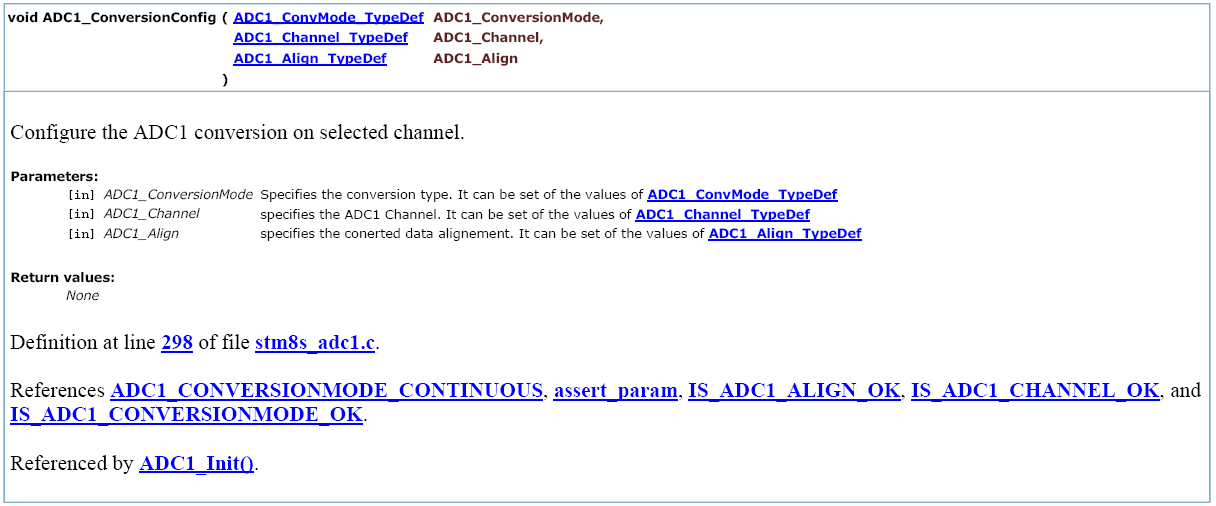 void ADC1_ConversionConfig ( ADC1_ConvMode_TypeDef ADC1_ConversionMode,
ADC1_Channel_TypeDef ADC1_Channel,
ADC1_Align_TypeDef ADC1_Align
)
Configure the ADC1 conversion on selected channel.
Parameters:
[in] ADC1_ConversionMode Specifies the conversion type. It can be set of the values of ADC1_ConvMode_TypeDef
[in] ADC1_Channel specifies the ADC1 Channel. It can be set of the values of ADC1_Channel_TypeDef
[in] ADC1_Align specifies the conerted data alignement. It can be set of the values of ADC1_Align_TypeDef
Return values:
None
Definition at line 298 of file stm8s_adc1.c.
References ADC1_CONVERSIONMODE_CONTINUOUS, assert_param, IS_ADC1_ALIGN_OK, IS_ADC1_CHANNEL_OK, and
IS_ADC1_CONVERSIONMODE_OK.
Referenced by ADC1_Init().